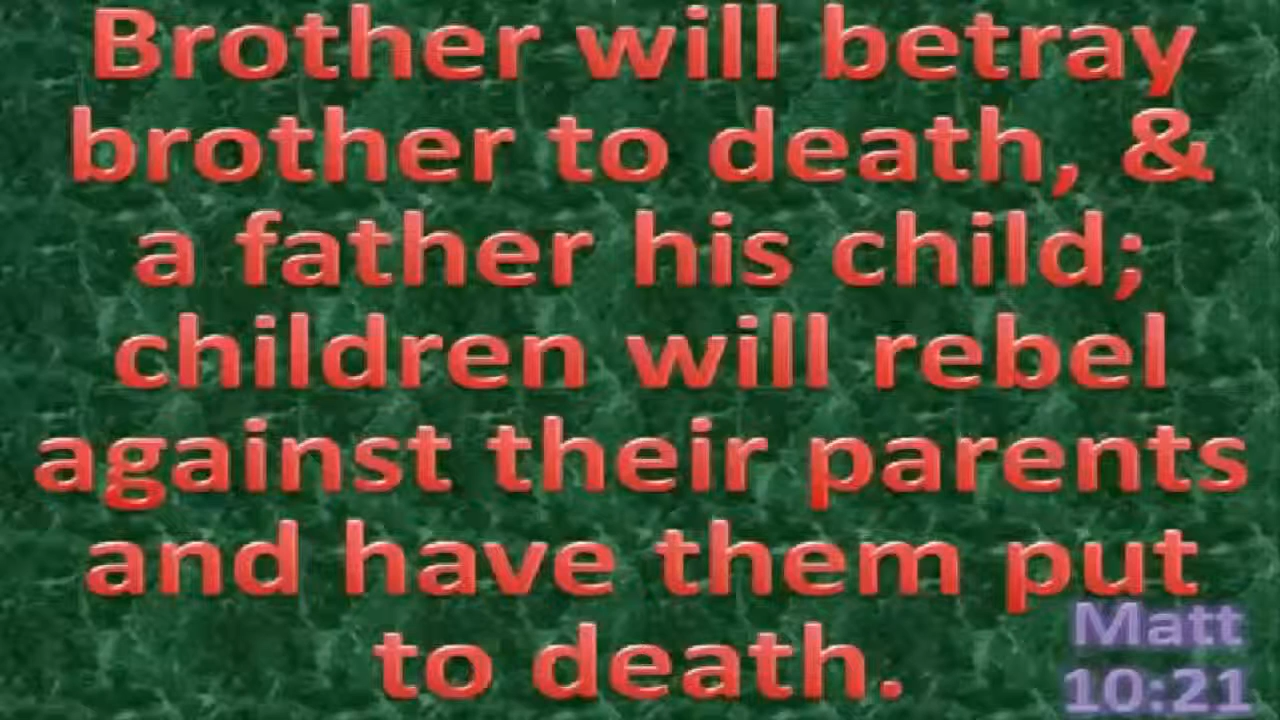 Brother will betray
brother to death, &
a father his child;
children will rebel
against their parents
and have them put
to death.
Matt
10:21